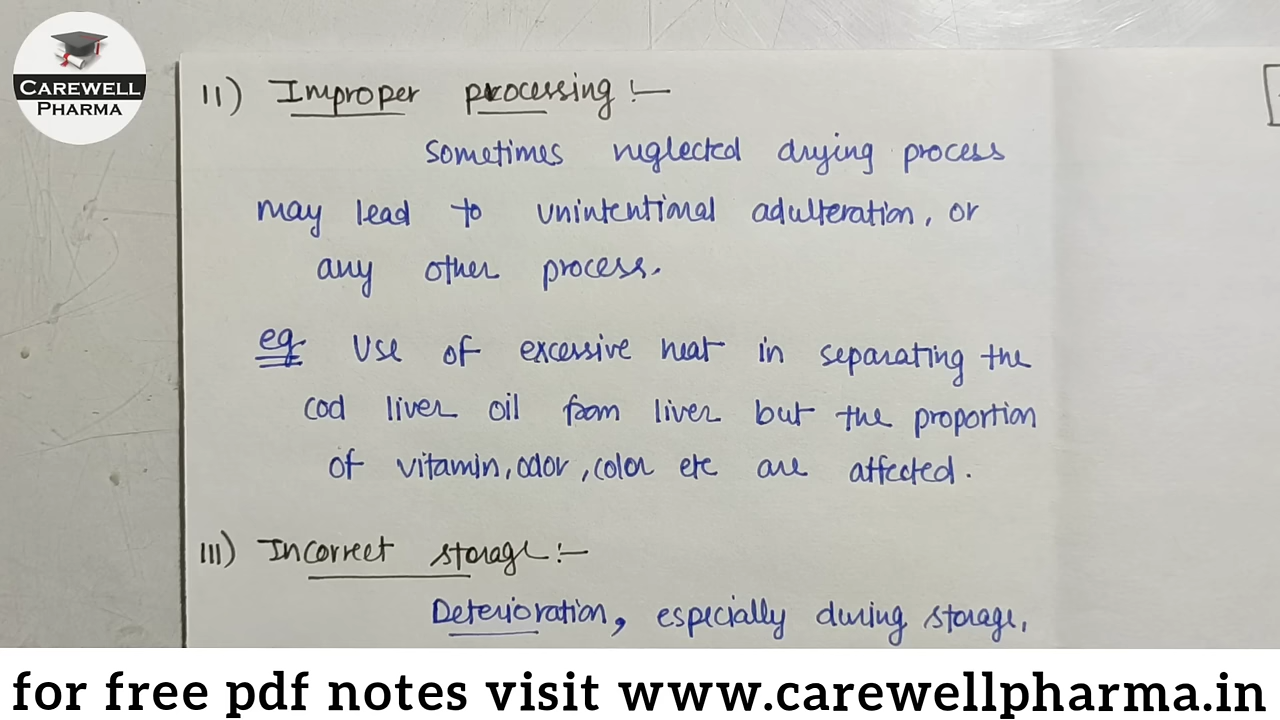 CAREWELL
PHARMA
II) Improper processing :-
Sometimes neglected drying process
may lead to unintentional adulteration, or
any other process.
eg. Use of excessive heat in separating the
cod liver oil from liver but the proportion
of vitamin, odor, color etc are affected.
III) Incorrect storage :-
Deterioration, especially during storage,
for free pdf notes visit www.carewellpharma.in